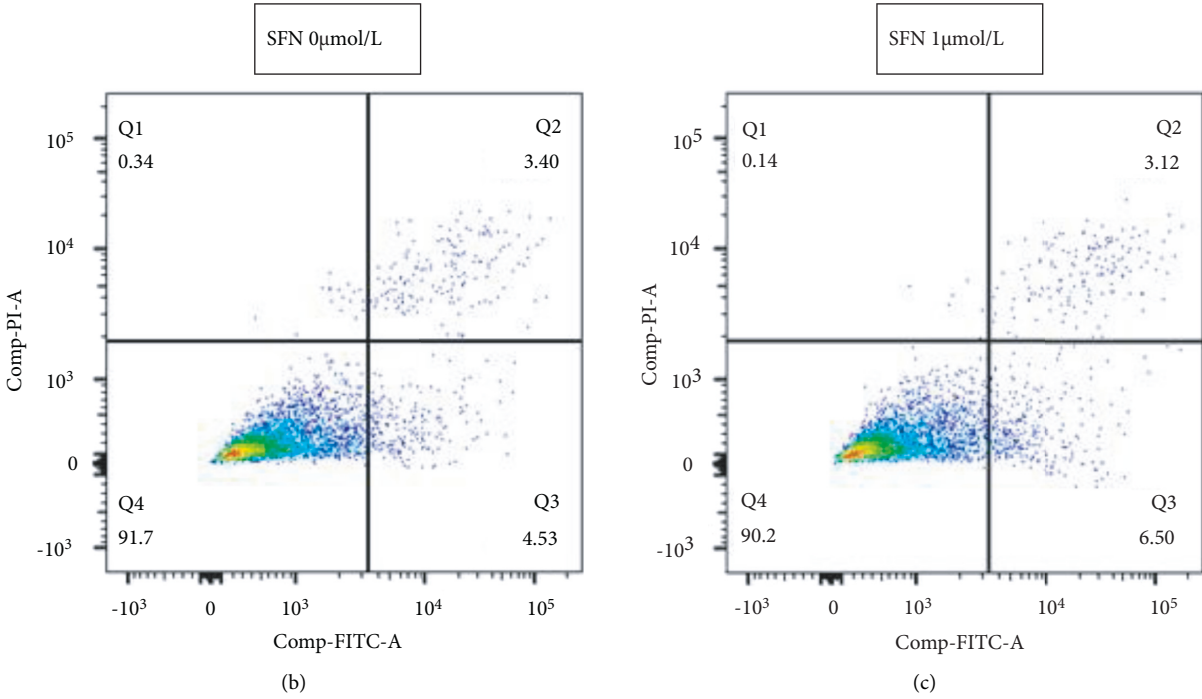 SFN 0μmol/L
Q1
0.34
Q2
3.40
Q4
91.7
Q3
4.53
10⁵
10⁴
10³
0
-10³
Comp-PI-A
-10³
0
10³
10⁴
10⁵
Comp-FITC-A
(b)
SFN 1μmol/L
Q1
0.14
Q2
3.12
Q4
90.2
Q3
6.50
10⁵
10⁴
10³
0
-10³
Comp-PI-A
-10³
0
10³
10⁴
10⁵
Comp-FITC-A
(c)